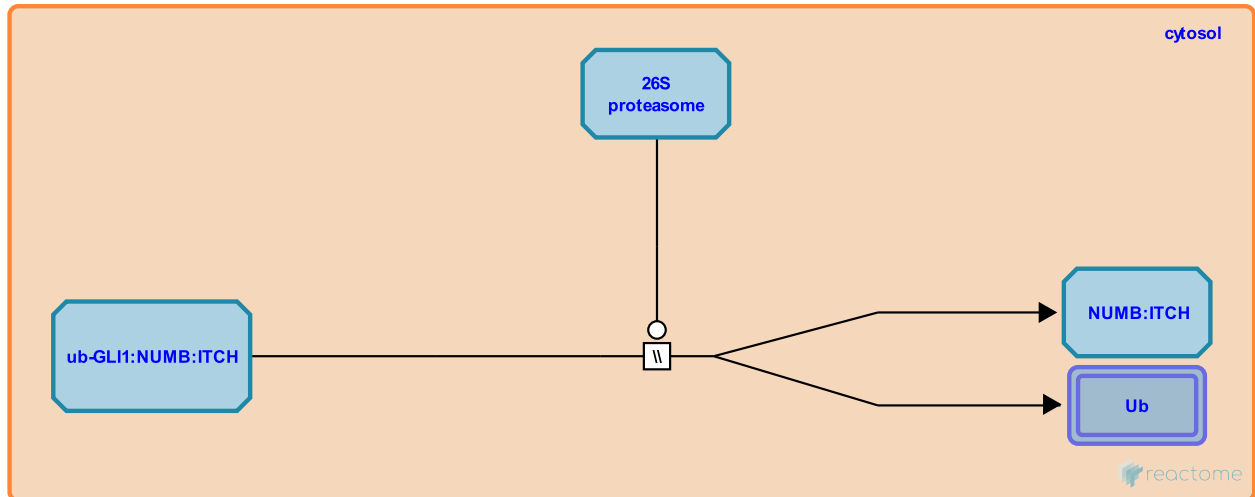 cytosol
26S
proteasome
NUMB:ITCH
ub-GLI1:NUMB:ITCH
\\
Ub
reactome